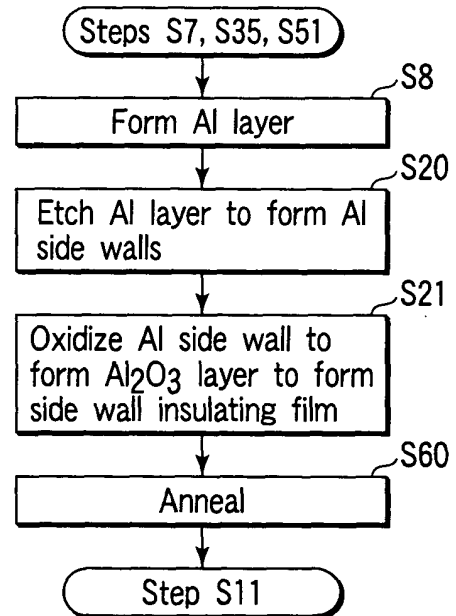 Steps S7, S35, S51
S8
Form Al layer
S20
Etch Al layer to form Al
side walls
S21
Oxidize Al side wall to
form Al2O3 layer to form
side wall insulating film
S60
Anneal
Step S11